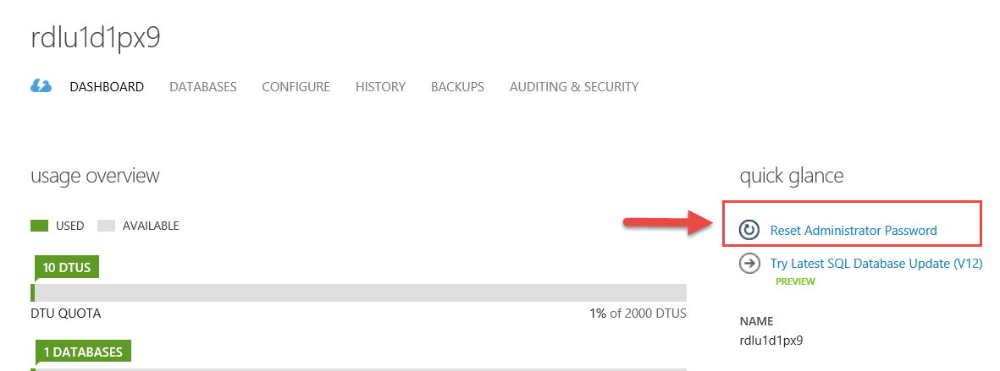 rdlu1d1px9
DASHBOARD DATABASES CONFIGURE HISTORY BACKUPS AUDITING & SECURITY
usage overview
USED AVAILABLE
10 DTUS
DTU QUOTA 1% of 2000 DTUS
1 DATABASES
quick glance
Reset Administrator Password
Try Latest SQL Database Update (V12)
PREVIEW
NAME
rdlu1d1px9